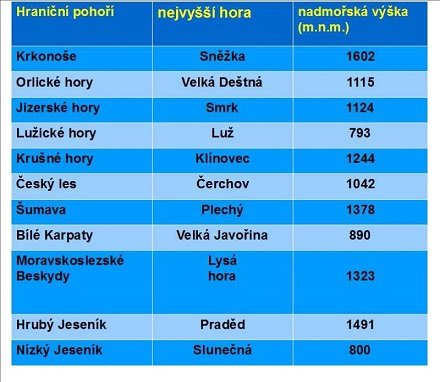 Hraniční pohoří nejvyšší hora nadmořská výška
(m.n.m.)
Krkonoše Sněžka 1602
Orlické hory Velká Deštná 1115
Jizerské hory Smrk 1124
Lužické hory Luž 793
Krušné hory Klínovec 1244
Český les Čerchov 1042
Šumava Plechý 1378
Bílé Karpaty Velká Javořina 890
Moravskoslezské Lysá
Beskydy hora 1323
Hrubý Jeseník Praděd 1491
Nízký Jeseník Slunečná 800